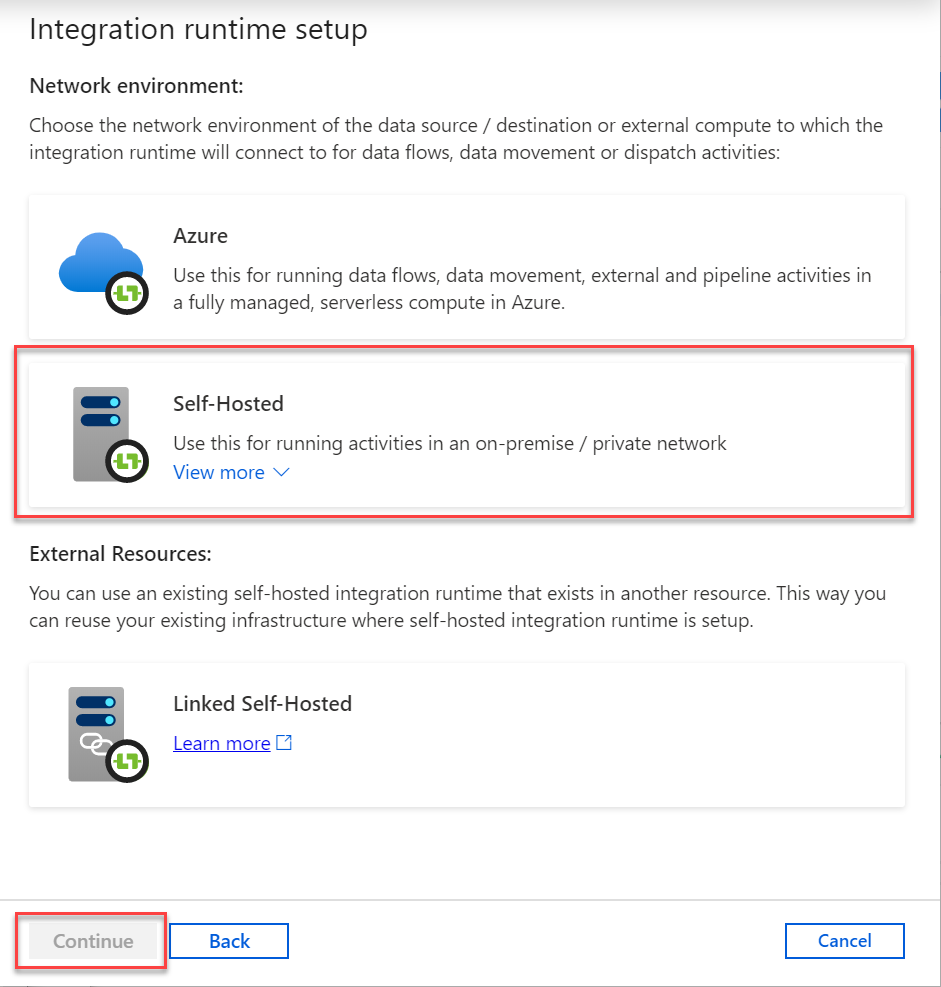 Integration runtime setup
Network environment:
Choose the network environment of the data source / destination or external compute to which the
integration runtime will connect to for data flows, data movement or dispatch activities:
Azure
Use this for running data flows, data movement, external and pipeline activities in
a fully managed, serverless compute in Azure.
Self-Hosted
Use this for running activities in an on-premise / private network
View more
External Resources:
You can use an existing self-hosted integration runtime that exists in another resource. This way you
can reuse your existing infrastructure where self-hosted integration runtime is setup.
Linked Self-Hosted
Learn more
Continue
Back
Cancel